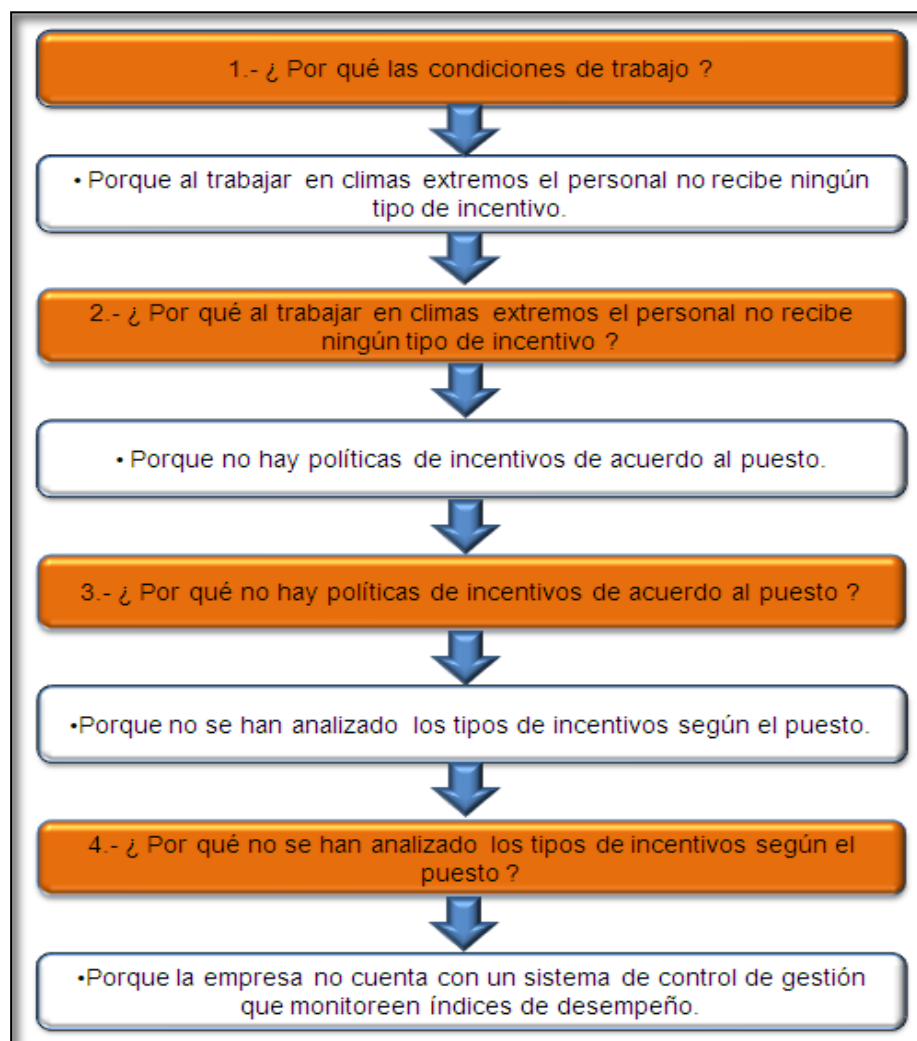 1.- ¿ Por qué las condiciones de trabajo ?
• Porque al trabajar en climas extremos el personal no recibe ningún
tipo de incentivo.
2.- ¿ Por qué al trabajar en climas extremos el personal no recibe
ningún tipo de incentivo ?
• Porque no hay políticas de incentivos de acuerdo al puesto.
3.- ¿ Por qué no hay políticas de incentivos de acuerdo al puesto ?
•Porque no se han analizado los tipos de incentivos según el puesto.
4.- ¿ Por qué no se han analizado los tipos de incentivos según el
puesto ?
•Porque la empresa no cuenta con un sistema de control de gestión
que monitoreen índices de desempeño.